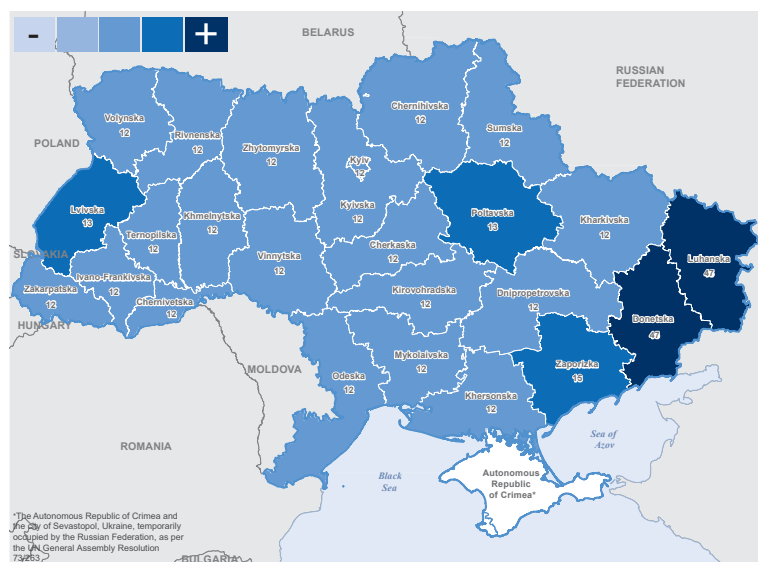 - +
BELARUS
RUSSIAN
FEDERATION
POLAND
SLOVAKIA
HUNGARY
MOLDOVA
ROMANIA
BULGARIA
Volynska
12
Rivnenska
12
Zhytomyrska
12
Chernihivska
12
Sumska
12
Kyiv
12
Kyivska
12
Lvivska
13
Ternopilska
12
Khmelnytska
12
Vinnytska
12
Cherkaska
12
Poltavska
13
Kharkivska
12
Luhanska
47
Zakarpatska
12
Ivano-Frankivska
12
Chernivetska
12
Kirovohradska
12
Dnipropetrovska
12
Donetska
47
Odeska
12
Mykolaivska
12
Zaporizka
15
Khersonska
12
Black
Sea
Sea of
Azov
Autonomous
Republic
of Crimea*
*The Autonomous Republic of Crimea and
the city of Sevastopol, Ukraine, temporarily
occupied by the Russian Federation, as per
the UN General Assembly Resolution
73/263